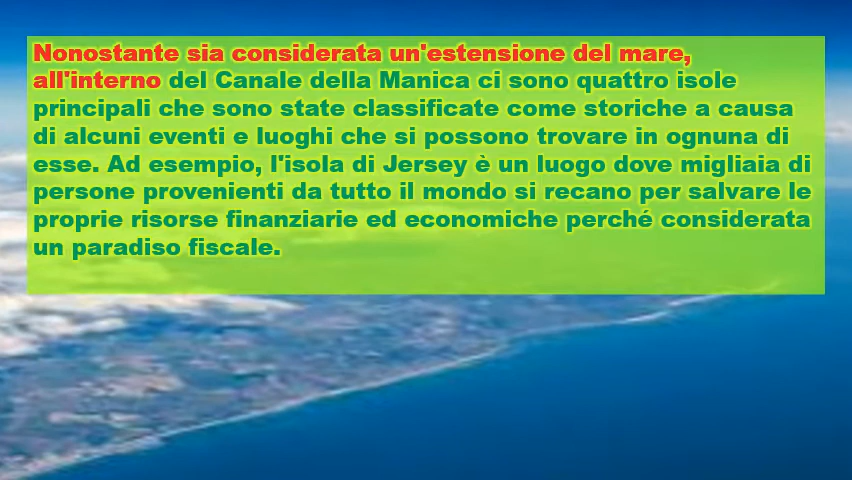 Nonostante sia considerata un'estensione del mare,
all'interno del Canale della Manica ci sono quattro isole
principali che sono state classificate come storiche a causa
di alcuni eventi e luoghi che si possono trovare in ognuna di
esse. Ad esempio, l'isola di Jersey è un luogo dove migliaia di
persone provenienti da tutto il mondo si recano per salvare le
proprie risorse finanziarie ed economiche perché considerata
un paradiso fiscale.